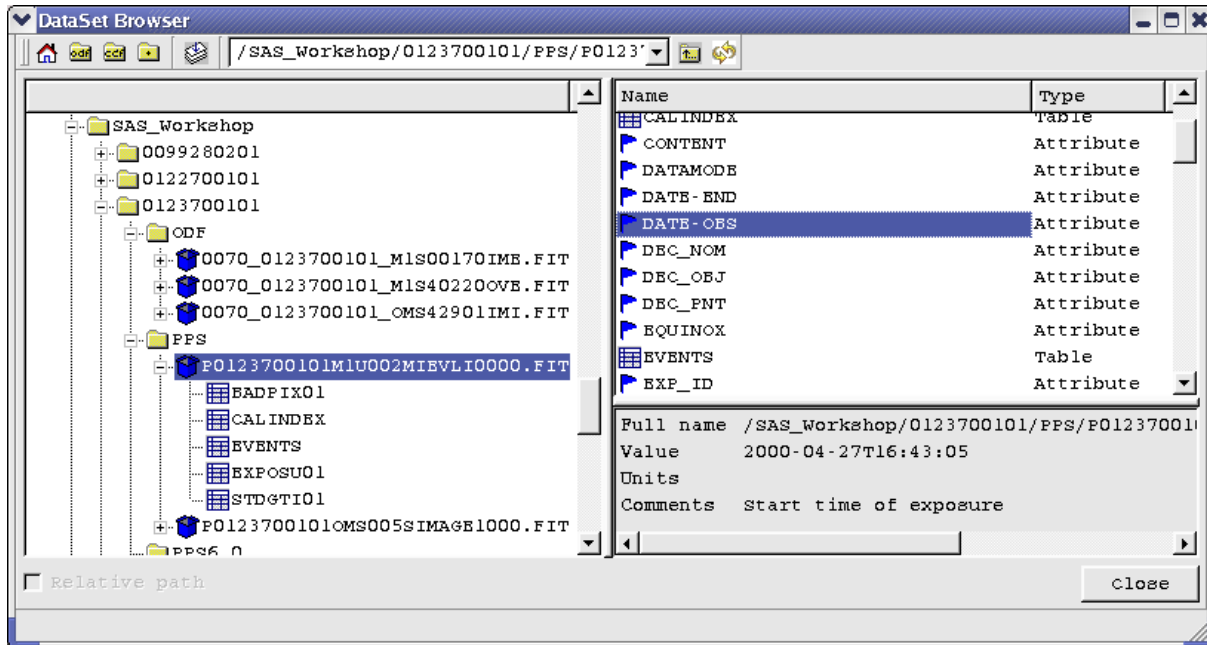 DataSet Browser
odf ccf + /SAS_Workshop/0123700101/PPS/P0123
SAS_Workshop
0099280201
0122700101
0123700101
ODF
0070_0123700101_M1S00170IME.FIT
0070_0123700101_M1S40220OVE.FIT
0070_0123700101_OMS42901IMI.FIT
PPS
P0123700101M1U002MIEVLI0000.FIT
BADPIX01
CALINDEX
EVENTS
EXPOSU01
STDGTI01
P0123700101OMS005SIMAGE1000.FIT
PPS6_0
Name Type
CALINDEX Table
CONTENT Attribute
DATAMODE Attribute
DATE-END Attribute
DATE-OBS Attribute
DEC_NOM Attribute
DEC_OBJ Attribute
DEC_PNT Attribute
EQUINOX Attribute
EVENTS Table
EXP_ID Attribute
Full name /SAS_Workshop/0123700101/PPS/P01237001
Value 2000-04-27T16:43:05
Units
Comments Start time of exposure
Relative path
Close